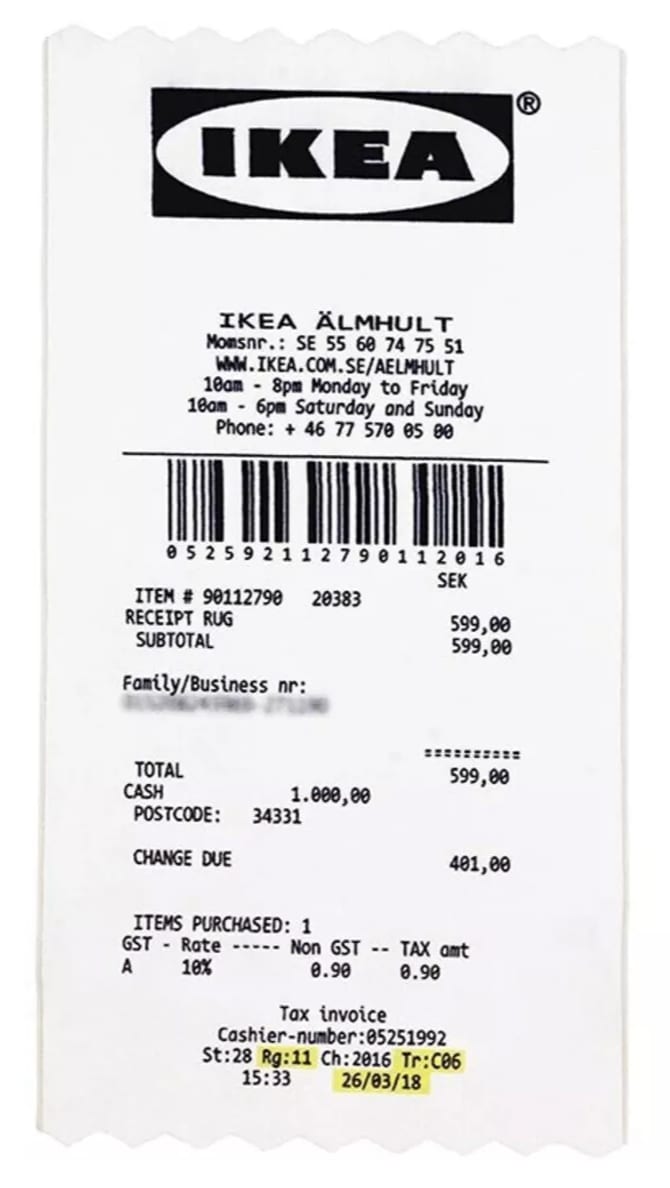 IKEA®
IKEA ÄLMHULT
Momsnr.: SE 55 60 74 75 51
WWW.IKEA.COM.SE/AELMHULT
10am - 8pm Monday to Friday
10am - 6pm Saturday and Sunday
Phone: + 46 77 570 05 00
052592112790112016
SEK
ITEM # 90112790 20383
RECEIPT RUG 599,00
SUBTOTAL 599,00
Family/Business nr:
==========
TOTAL 599,00
CASH 1.000,00
POSTCODE: 34331
CHANGE DUE 401,00
ITEMS PURCHASED: 1
GST - Rate ----- Non GST -- TAX amt
A 10% 0.90 0.90
Tax invoice
Cashier-number:05251992
St:28 Rg:11 Ch:2016 Tr:C06
15:33 26/03/18